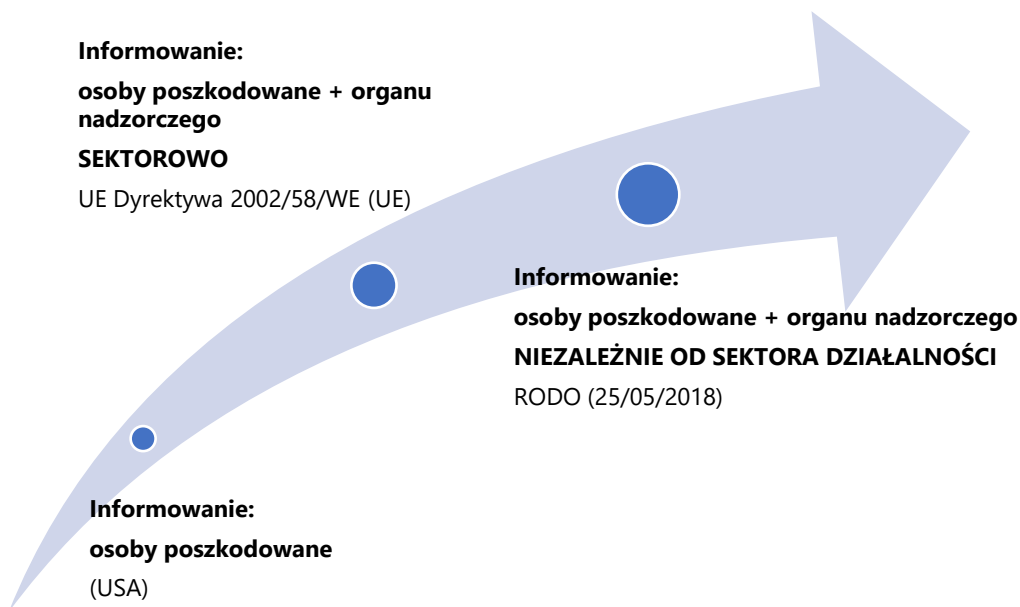 Informowanie:
osoby poszkodowane + organu
nadzorczego
SEKTOROWO
UE Dyrektywa 2002/58/WE (UE)
Informowanie:
osoby poszkodowane + organu nadzorczego
NIEZALEŻNIE OD SEKTORA DZIAŁALNOŚCI
RODO (25/05/2018)
Informowanie:
osoby poszkodowane
(USA)